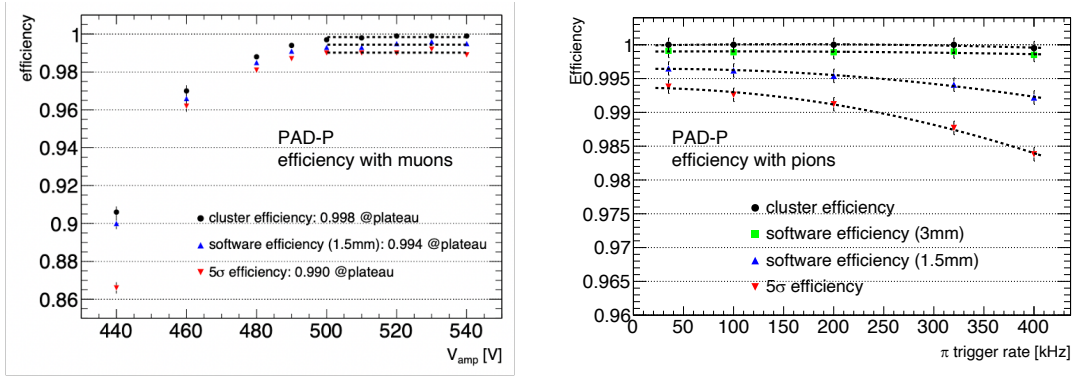 efficiency
1
0.98
0.96
0.94
0.92
0.9
0.88
0.86
PAD-P
efficiency with muons
cluster efficiency: 0.998 @plateau
software efficiency (1.5mm): 0.994 @plateau
5σ efficiency: 0.990 @plateau
440 460 480 500 520 540
V_amp [V]
Efficiency
1
0.995
0.99
0.985
0.98
0.975
0.97
0.965
0.96
PAD-P
efficiency with pions
cluster efficiency
software efficiency (3mm)
software efficiency (1.5mm)
5σ efficiency
0 50 100 150 200 250 300 350 400
π trigger rate [kHz]